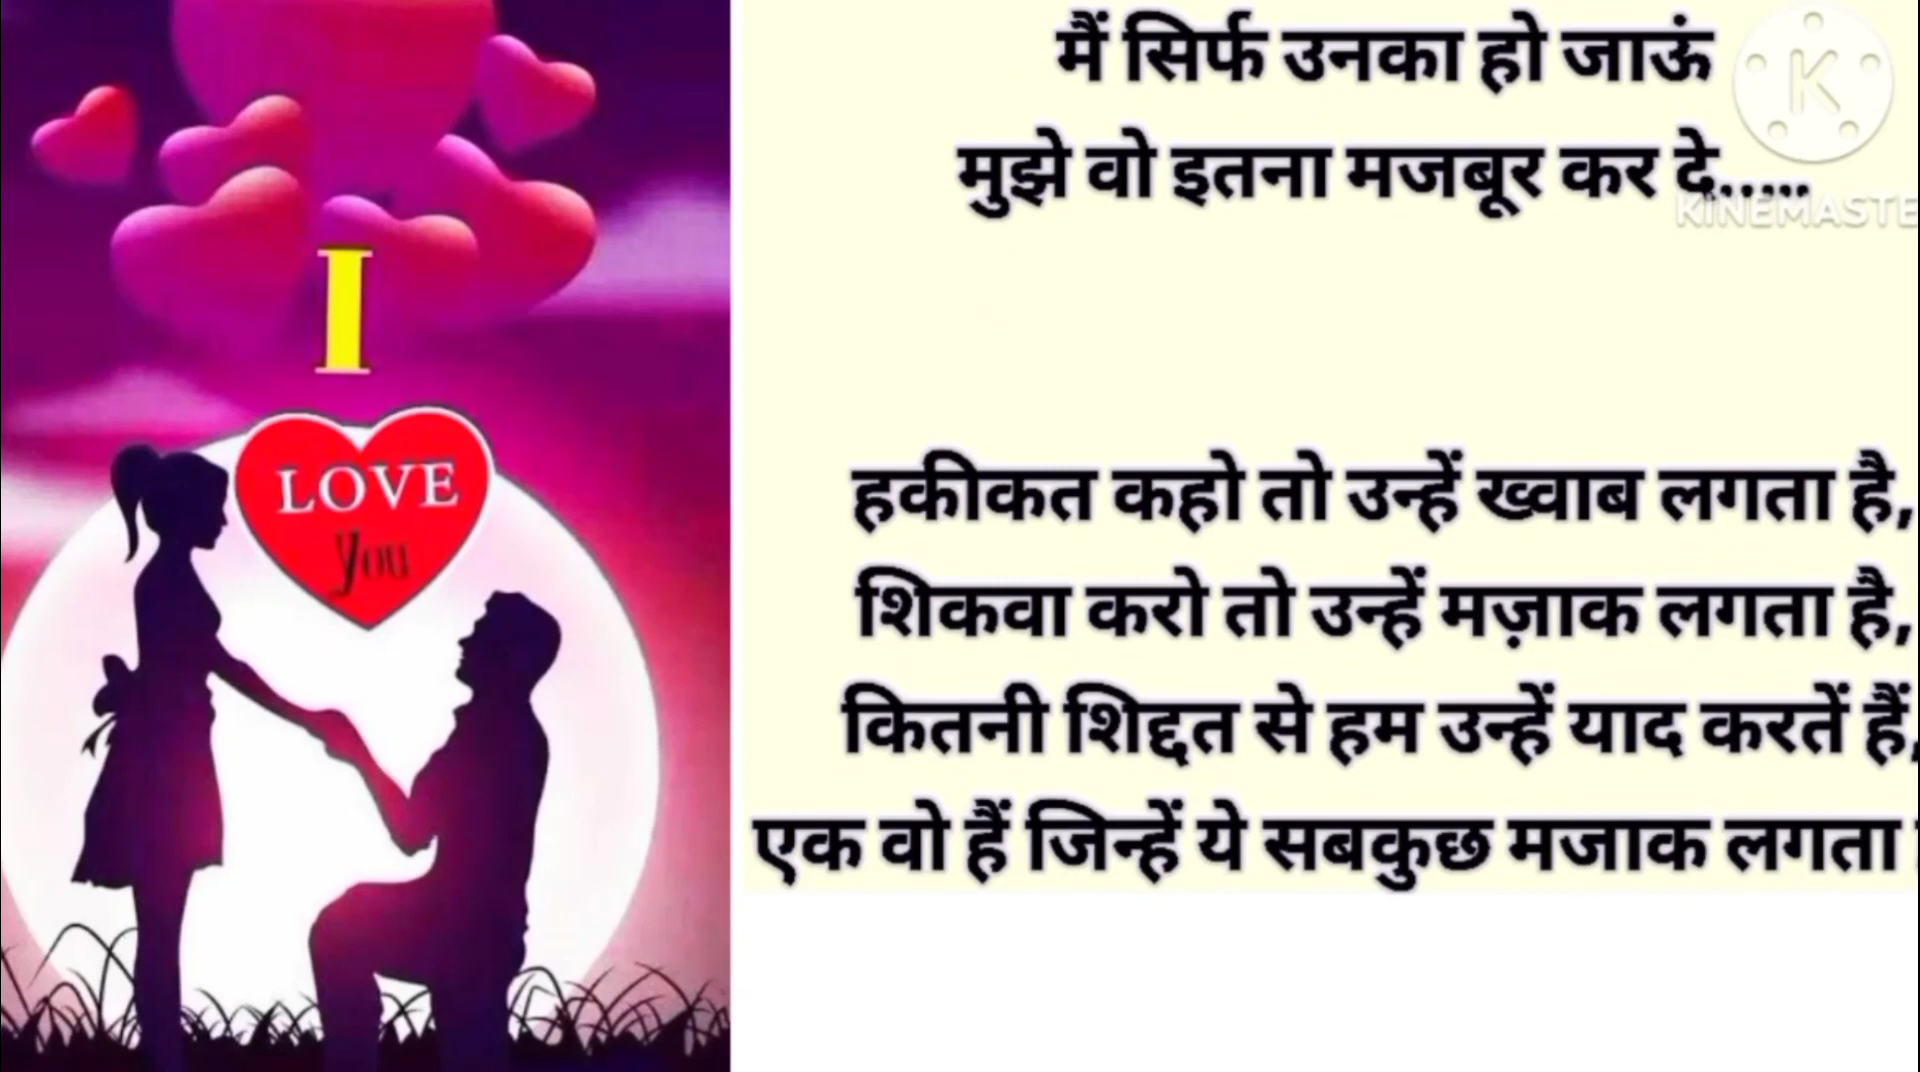 I
LOVE
You
मैं सिर्फ उनका हो जाऊं
मुझे वो इतना मजबूर कर दे.....
K
KINEMASTE
हकीकत कहो तो उन्हें ख्वाब लगता है,
शिकवा करो तो उन्हें मज़ाक लगता है,
कितनी शिद्दत से हम उन्हें याद करतें हैं,
एक वो हैं जिन्हें ये सबकुछ मजाक लगता